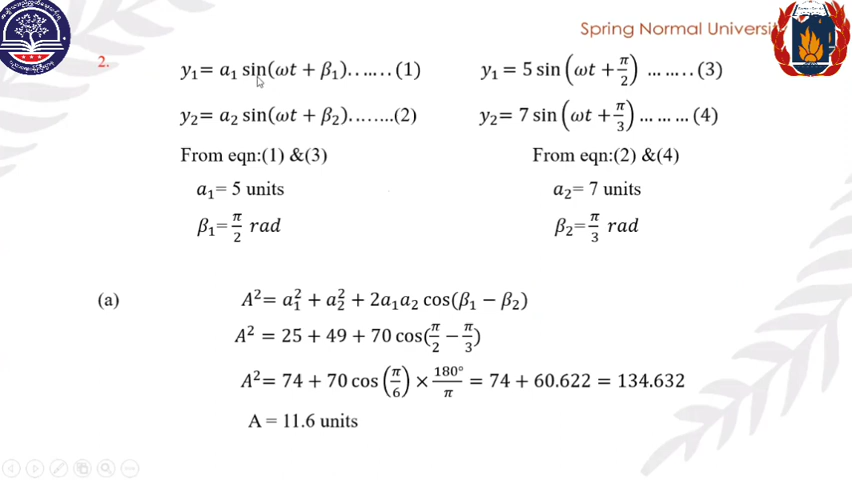 Spring Normal Universi
2.
y₁= a₁ sin(ωt + β₁)…… (1)    y₁ = 5 sin(ωt + π/2) …….. (3)
y₂= a₂ sin(ωt + β₂)……..(2)    y₂= 7 sin(ωt + π/3) … … … (4)
From eqn:(1) &(3)    From eqn:(2) &(4)
a₁= 5 units    a₂= 7 units
β₁= π/2 rad    β₂= π/3 rad
(a)    A²= a₁² + a₂² + 2a₁a₂ cos(β₁ − β₂)
A² = 25 + 49 + 70 cos(π/2 − π/3)
A²= 74 + 70 cos(π/6) × 180°/π = 74 + 60.622 = 134.632
A = 11.6 units